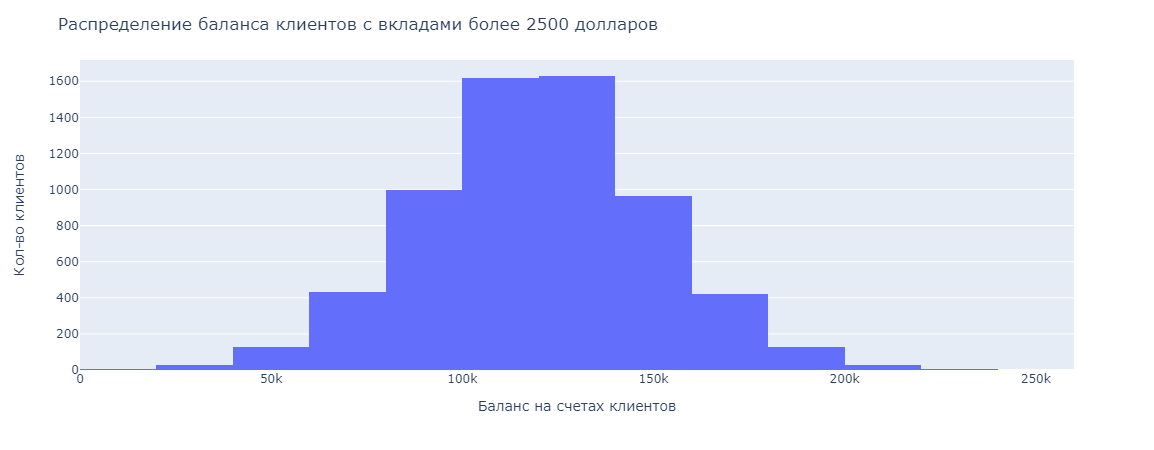 Распределение баланса клиентов с вкладами более 2500 долларов
1600
1400
1200
1000
800
600
400
200
0
Кол-во клиентов
0 50k 100k 150k 200k 250k
Баланс на счетах клиентов